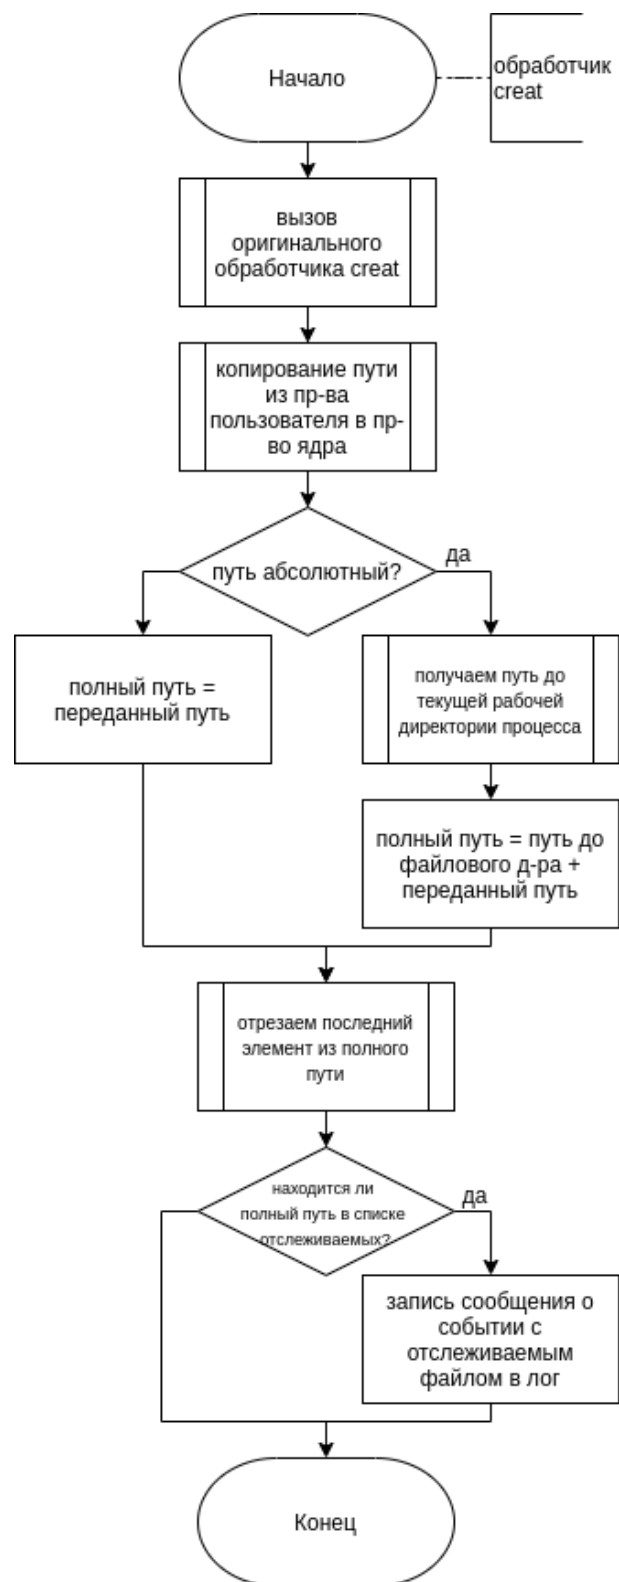 Начало
обработчик
creat
вызов
оригинального
обработчика creat
копирование пути
из пр-ва
пользователя в пр-
во ядра
путь абсолютный?
да
полный путь =
переданный путь
получаем путь до
текущей рабочей
директории процесса
полный путь = путь до
файлового д-ра +
переданный путь
отрезаем последний
элемент из полного
пути
находится ли
полный путь в списке
отслеживаемых?
да
запись сообщения о
событии с
отслеживаемым
файлом в лог
Конец